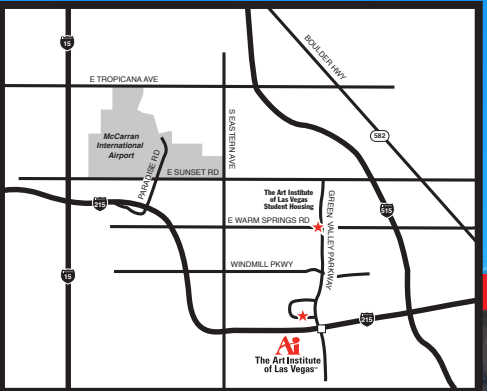 15
BOULDER HWY
E TROPICANA AVE
582
McCarran
International
Airport
S EASTERN AVE
PARADISE RD
E SUNSET RD
The Art Institute
of Las Vegas
Student Housing
GREEN VALLEY PARKWAY
215
515
E WARM SPRINGS RD
WINDMILL PKWY
15
215
Ai
The Art Institute
of Las Vegas℠